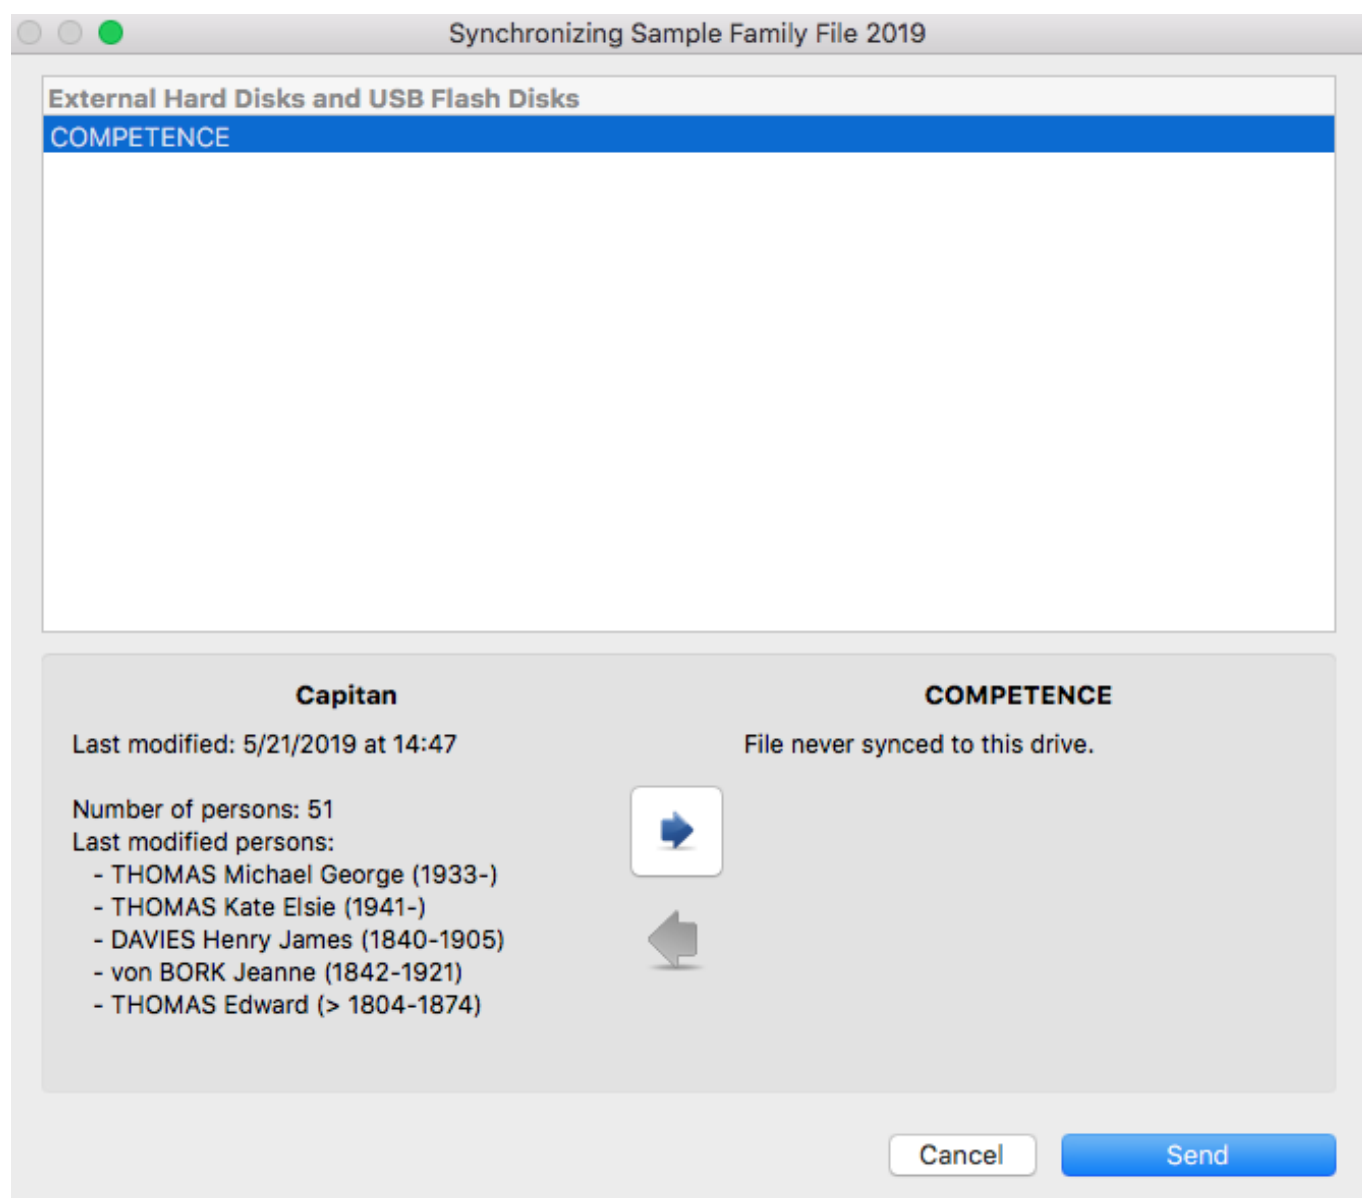 Synchronizing Sample Family File 2019
External Hard Disks and USB Flash Disks
COMPETENCE
Capitan
Last modified: 5/21/2019 at 14:47
Number of persons: 51
Last modified persons:
- THOMAS Michael George (1933-)
- THOMAS Kate Elsie (1941-)
- DAVIES Henry James (1840-1905)
- von BORK Jeanne (1842-1921)
- THOMAS Edward (> 1804-1874)
COMPETENCE
File never synced to this drive.
Cancel
Send